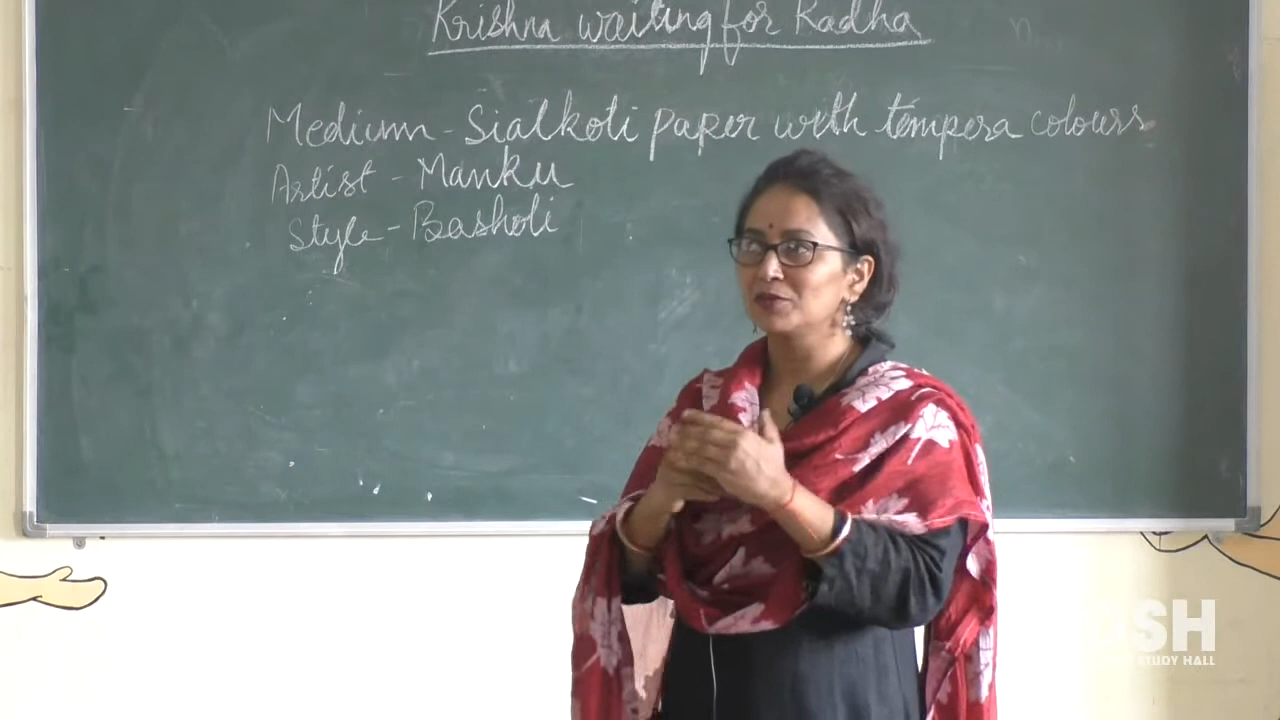 Krishna waiting for Radha
Medium - Sialkoti paper with tempera colours
Artist - Manku
Style - Basholi
SH
STUDY HALL